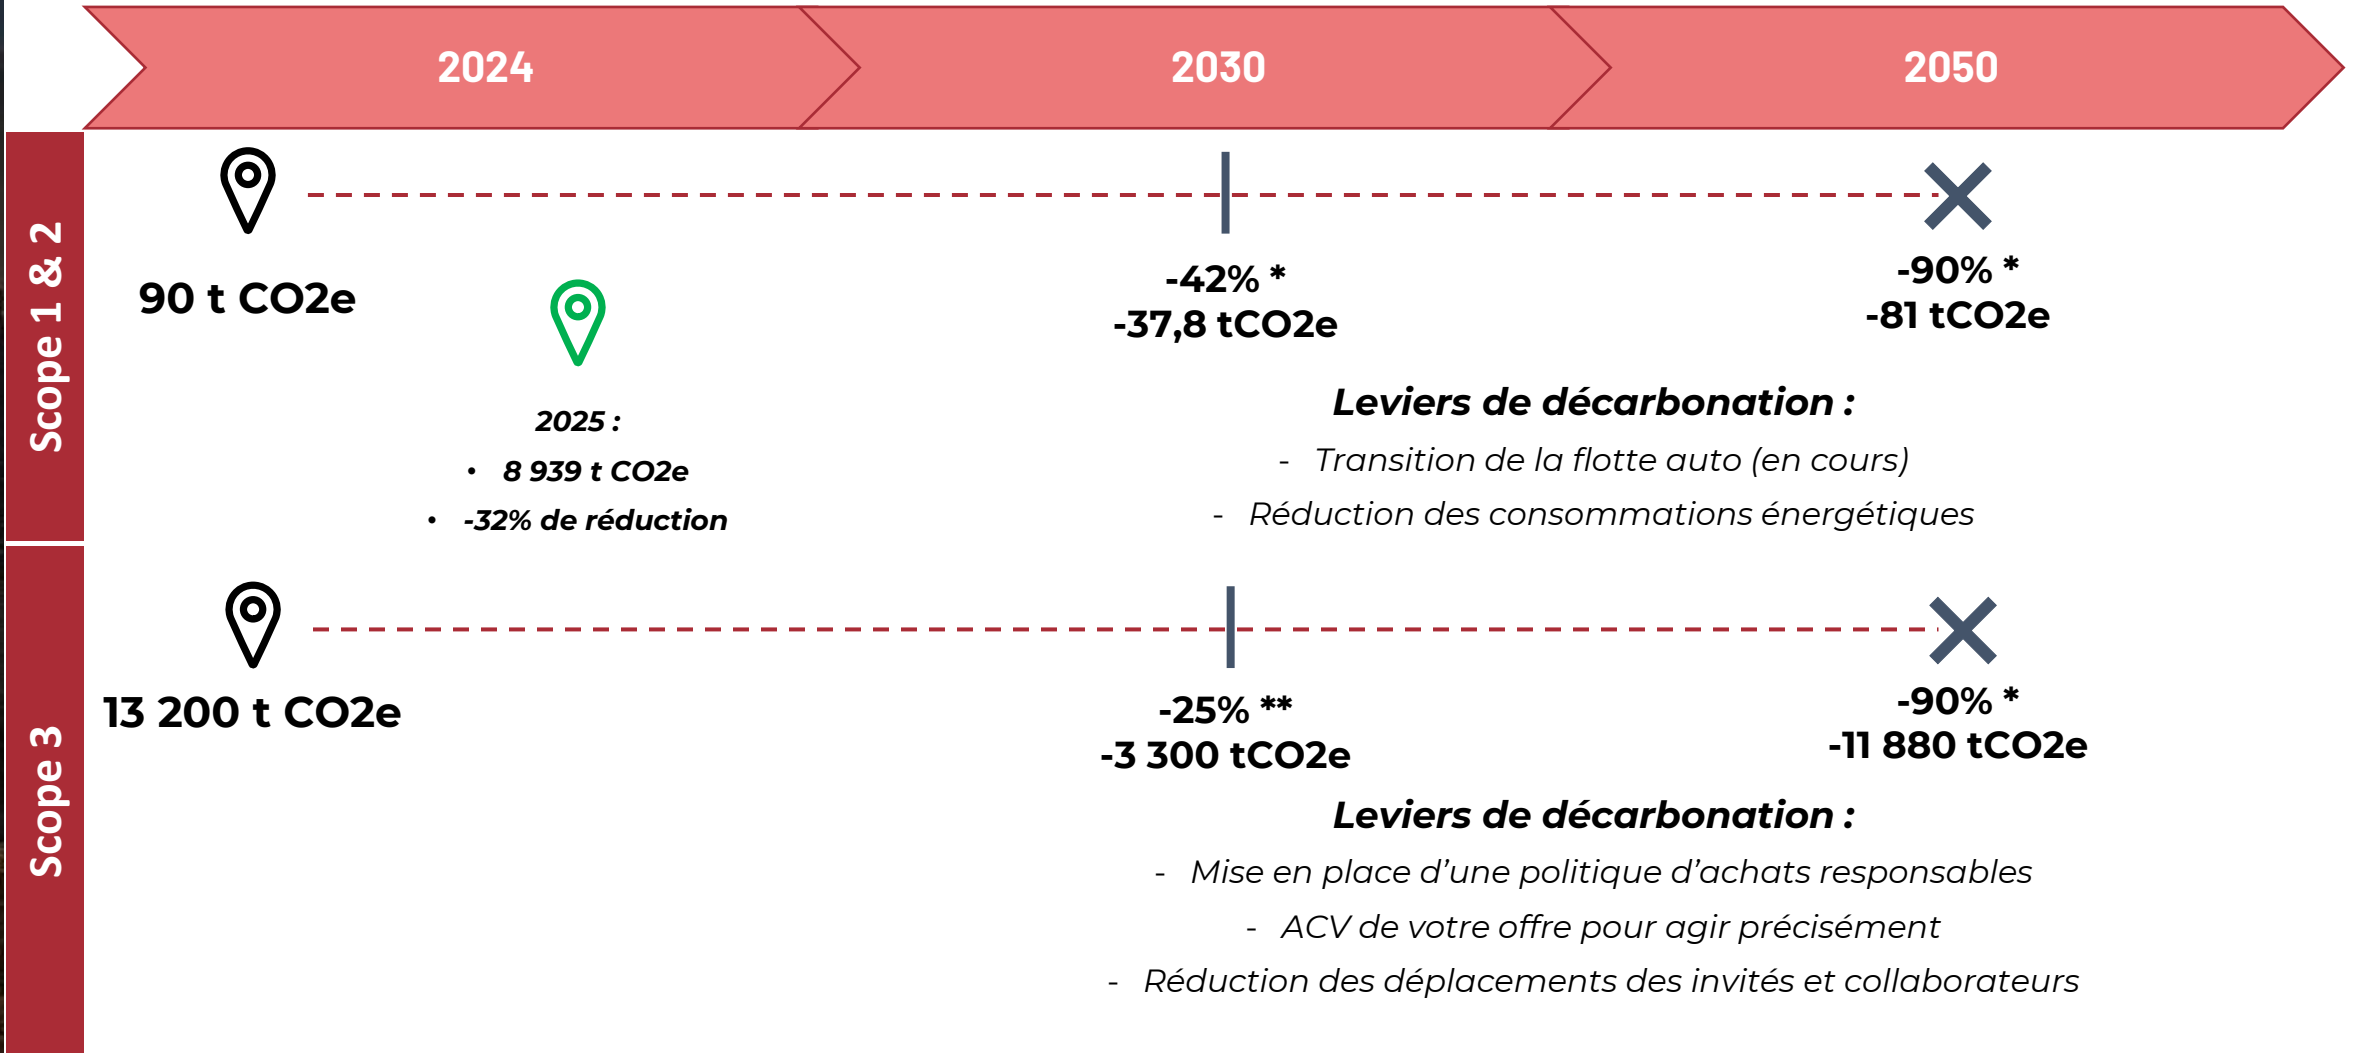 2024
2030
2050
Scope 1 & 2
90 t CO2e
2025 :
• 8 939 t CO2e
• -32% de réduction
-42% *
-37,8 tCO2e
-90% *
-81 tCO2e
Leviers de décarbonation :
- Transition de la flotte auto (en cours)
- Réduction des consommations énergétiques
Scope 3
13 200 t CO2e
-25% **
-3 300 tCO2e
-90% *
-11 880 tCO2e
Leviers de décarbonation :
- Mise en place d’une politique d’achats responsables
- ACV de votre offre pour agir précisément
- Réduction des déplacements des invités et collaborateurs